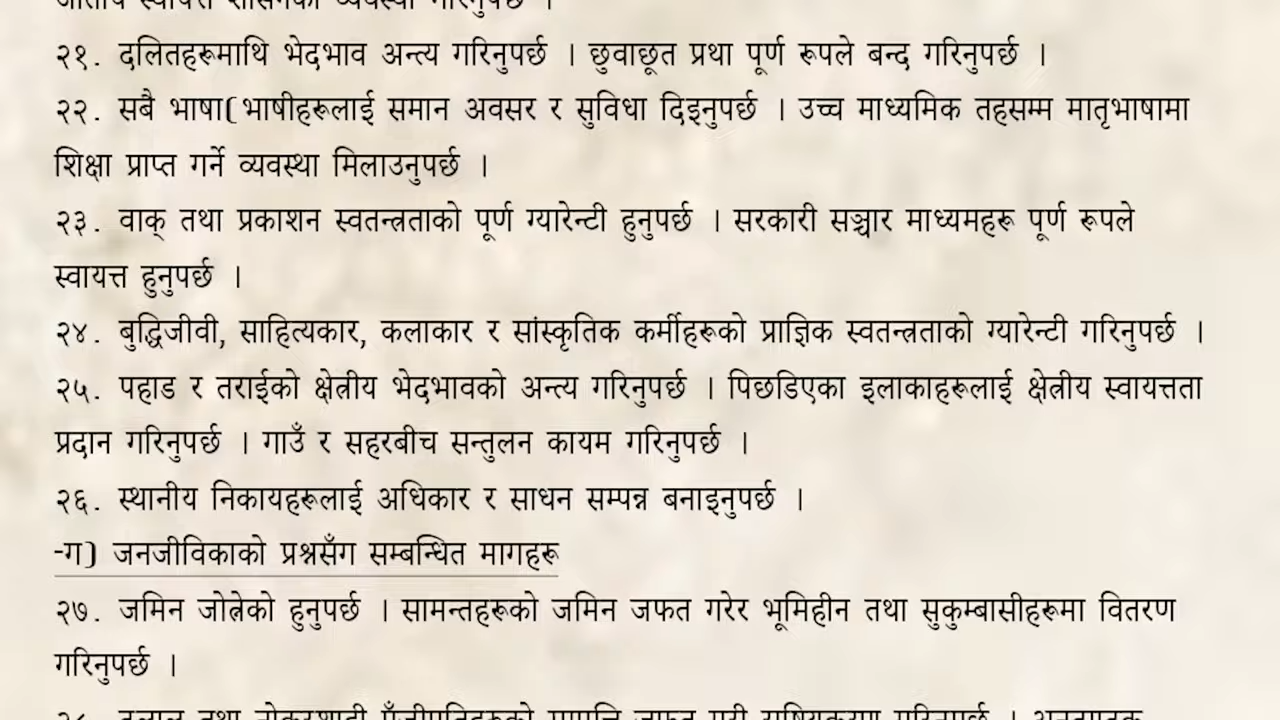 जातीय स्वायत्त शासनको व्यवस्था गरिनुपर्छ ।
२१. दलितहरूमाथि भेदभाव अन्त्य गरिनुपर्छ । छुवाछूत प्रथा पूर्ण रूपले बन्द गरिनुपर्छ ।
२२. सबै भाषा(भाषीहरूलाई समान अवसर र सुविधा दिइनुपर्छ । उच्च माध्यमिक तहसम्म मातृभाषामा
शिक्षा प्राप्त गर्ने व्यवस्था मिलाउनुपर्छ ।
२३. वाक् तथा प्रकाशन स्वतन्त्रताको पूर्ण ग्यारेन्टी हुनुपर्छ । सरकारी सञ्चार माध्यमहरू पूर्ण रूपले
स्वायत्त हुनुपर्छ ।
२४. बुद्धिजीवी, साहित्यकार, कलाकार र सांस्कृतिक कर्मीहरूको प्राज्ञिक स्वतन्त्रताको ग्यारेन्टी गरिनुपर्छ ।
२५. पहाड र तराईको क्षेत्रीय भेदभावको अन्त्य गरिनुपर्छ । पिछडिएका इलाकाहरूलाई क्षेत्रीय स्वायत्तता
प्रदान गरिनुपर्छ । गाउँ र सहरबीच सन्तुलन कायम गरिनुपर्छ ।
२६. स्थानीय निकायहरूलाई अधिकार र साधन सम्पन्न बनाइनुपर्छ ।
-ग) जनजीविकाको प्रश्नसँग सम्बन्धित मागहरू
२७. जमिन जोत्नेको हुनुपर्छ । सामन्तहरूको जमिन जफत गरेर भूमिहीन तथा सुकुम्बासीहरूमा वितरण
गरिनुपर्छ ।